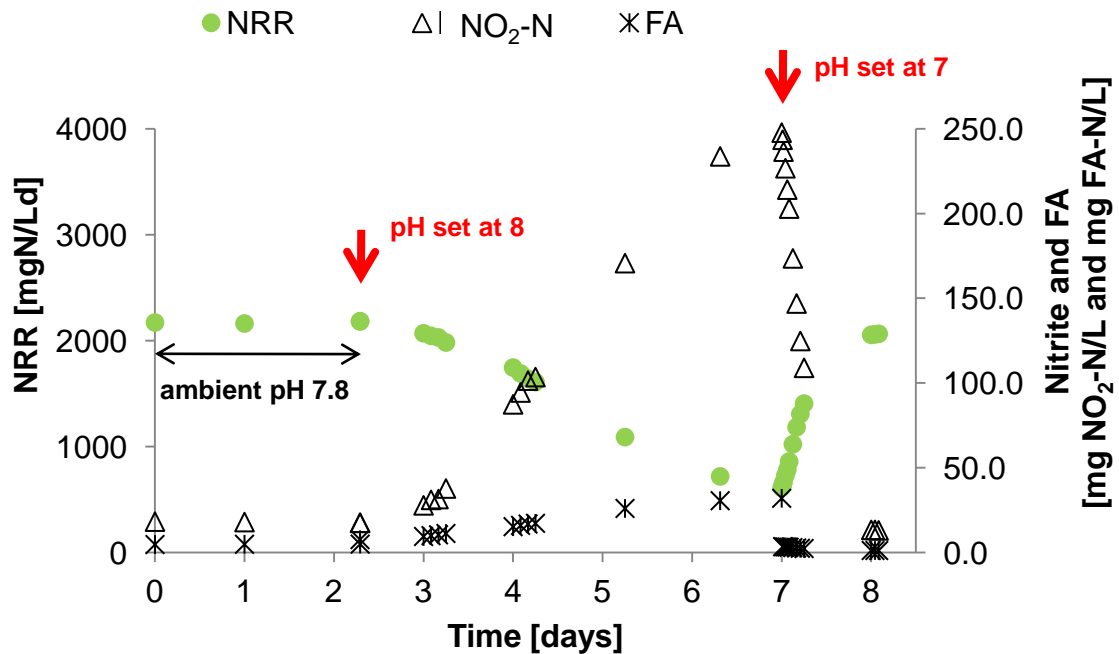 NRR
NO₂-N
FA
pH set at 7
pH set at 8
ambient pH 7.8
4000
3000
2000
1000
0
NRR [mgN/Ld]
250.0
200.0
150.0
100.0
50.0
0.0
Nitrite and FA
[mg NO₂-N/L and mg FA-N/L]
0 1 2 3 4 5 6 7 8
Time [days]